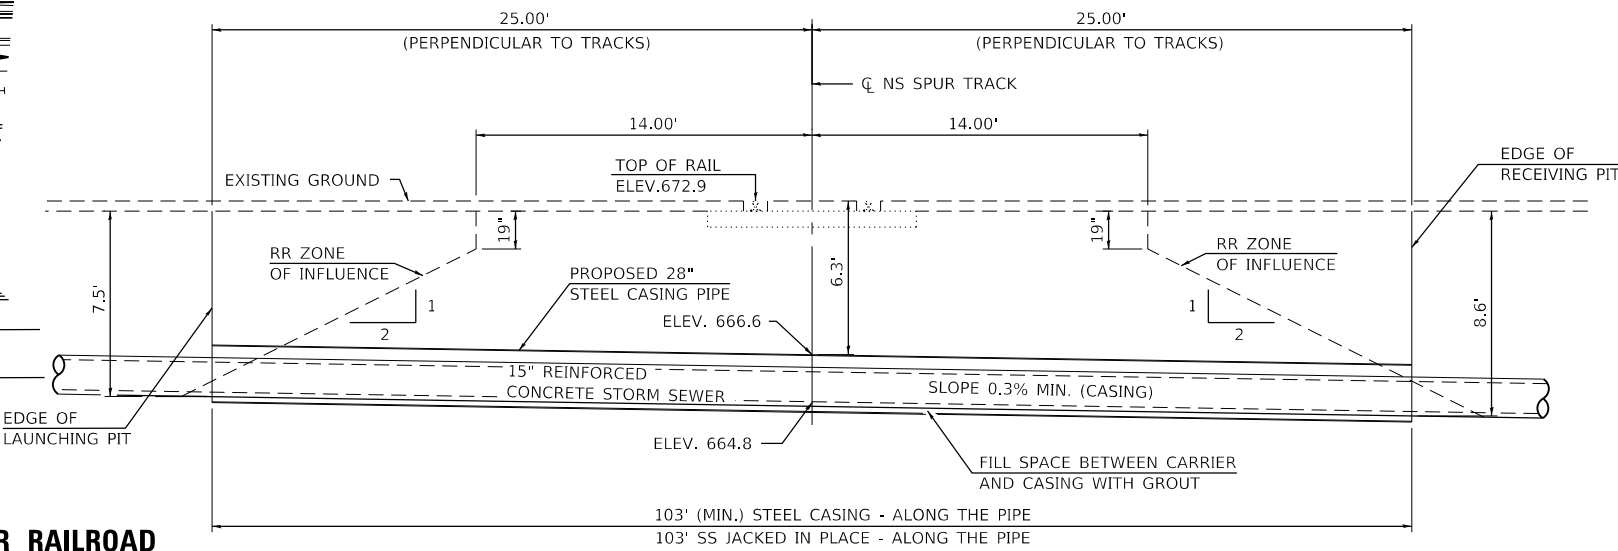 25.00'
(PERPENDICULAR TO TRACKS)
25.00'
(PERPENDICULAR TO TRACKS)
℄ NS SPUR TRACK
14.00'
14.00'
EXISTING GROUND
TOP OF RAIL
ELEV.672.9
EDGE OF
RECEIVING PIT
19"
19"
RR ZONE
OF INFLUENCE
RR ZONE
OF INFLUENCE
7.5'
6.3'
8.6'
1
2
1
2
PROPOSED 28"
STEEL CASING PIPE
ELEV. 666.6
15" REINFORCED
CONCRETE STORM SEWER
SLOPE 0.3% MIN. (CASING)
EDGE OF
LAUNCHING PIT
ELEV. 664.8
FILL SPACE BETWEEN CARRIER
AND CASING WITH GROUT
103' (MIN.) STEEL CASING - ALONG THE PIPE
103' SS JACKED IN PLACE - ALONG THE PIPE
R RAILROAD